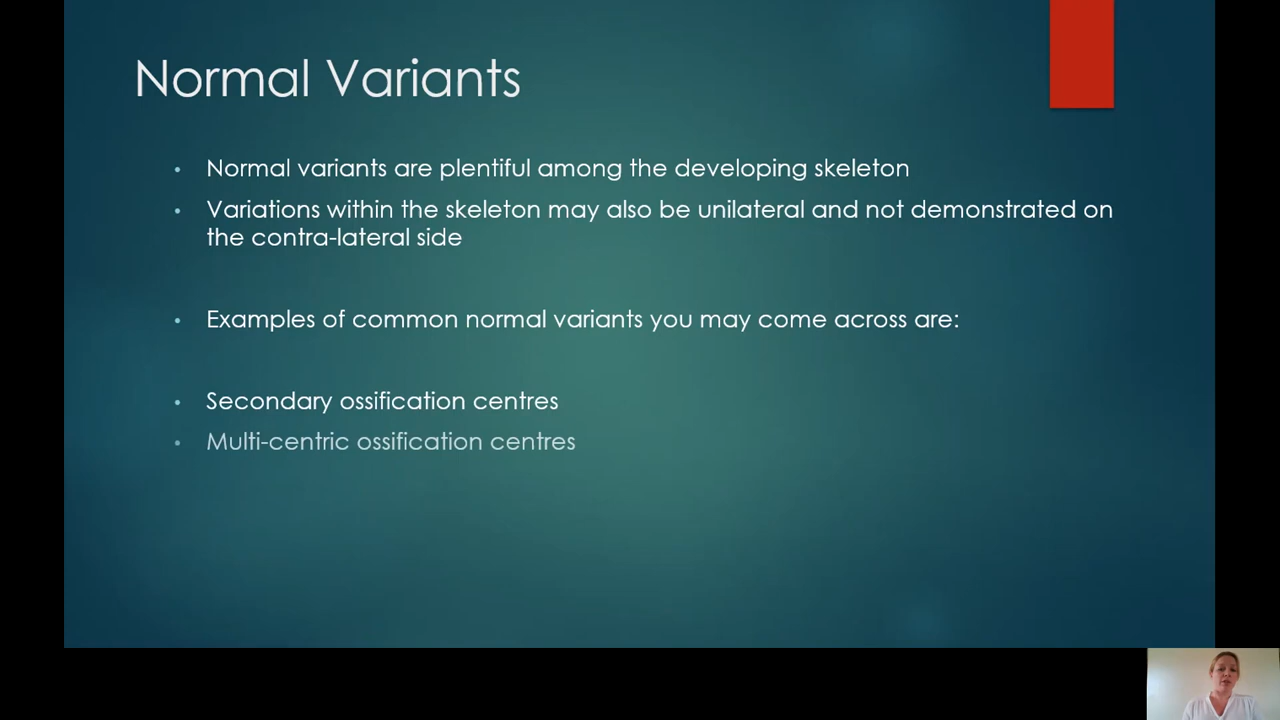 Normal Variants
• Normal variants are plentiful among the developing skeleton
• Variations within the skeleton may also be unilateral and not demonstrated on
the contra-lateral side
• Examples of common normal variants you may come across are:
• Secondary ossification centres
• Multi-centric ossification centres